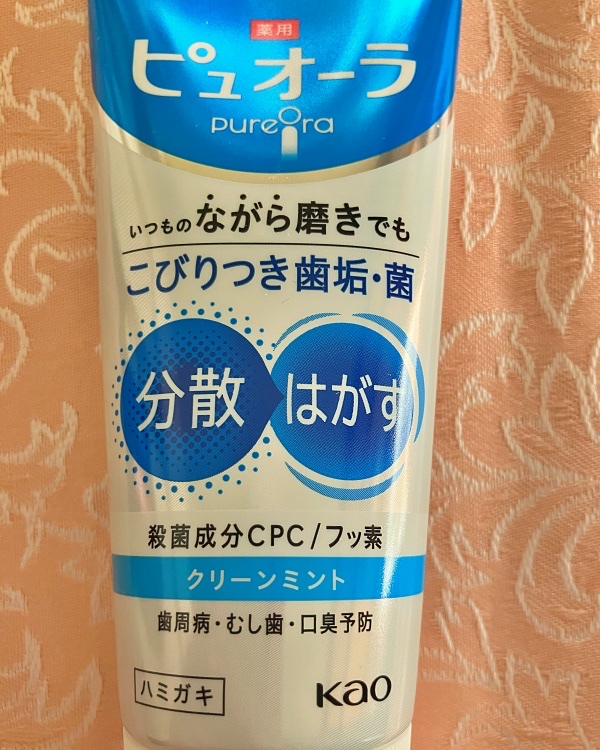 薬用
ピュオーラ
pureora
いつものながら磨きでも
こびりつき歯垢・菌
分散 はがす
殺菌成分CPC/フッ素
クリーンミント
歯周病・むし歯・口臭予防
ハミガキ
Kao